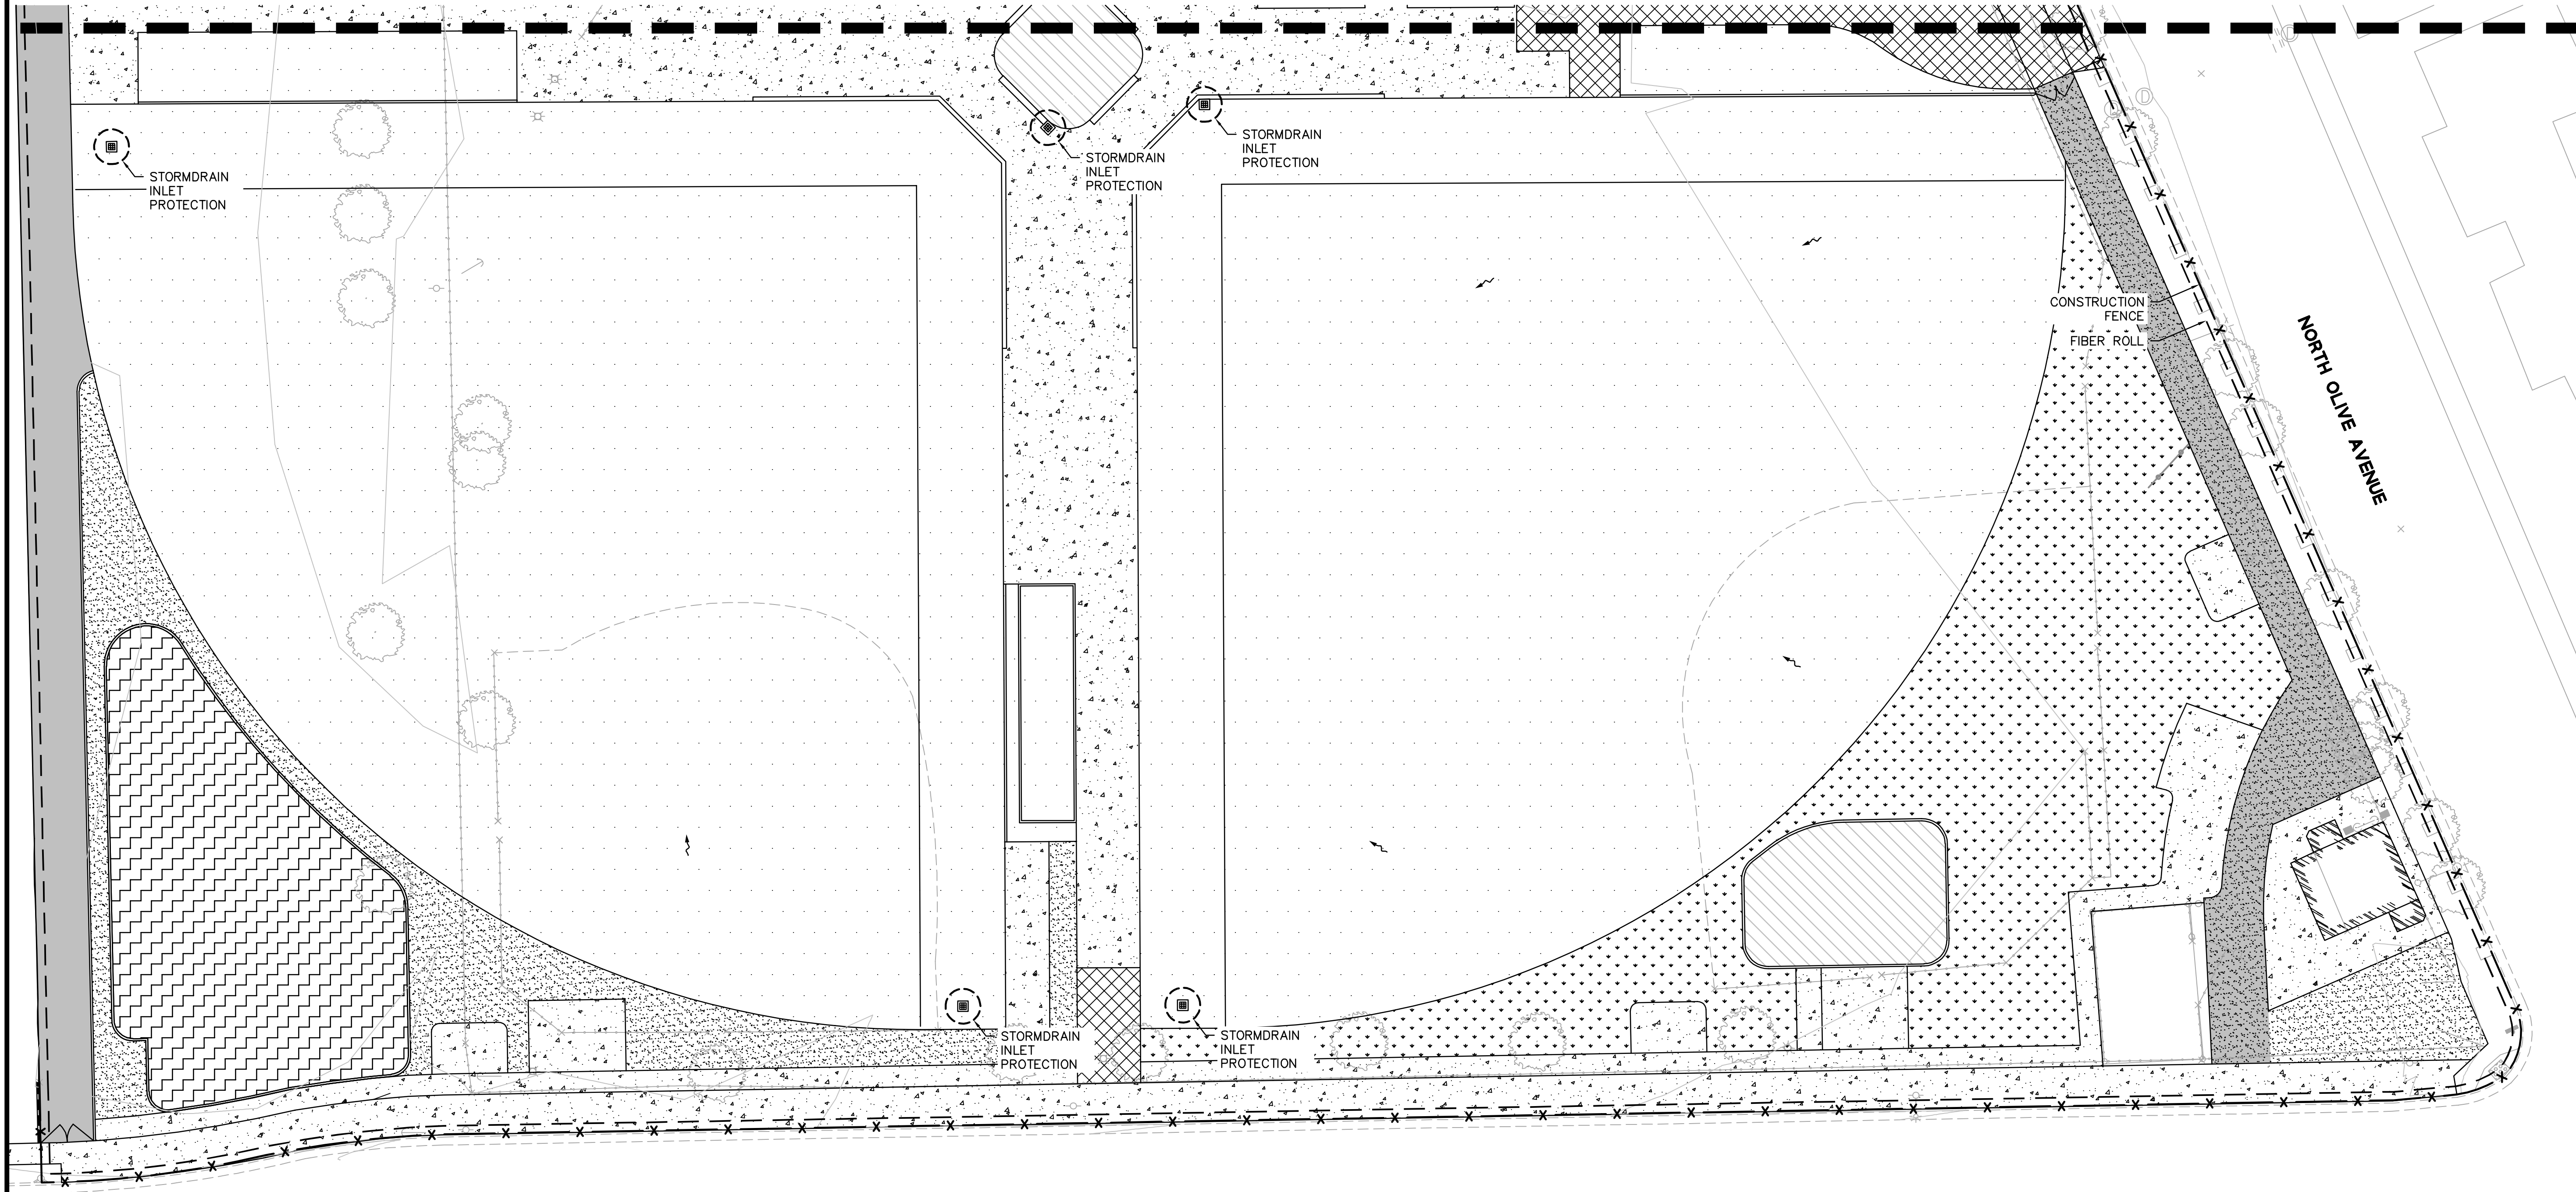 STORMDRAIN
INLET
PROTECTION
STORMDRAIN
INLET
PROTECTION
STORMDRAIN
INLET
PROTECTION
CONSTRUCTION
FENCE
FIBER ROLL
NORTH OLIVE AVENUE
STORMDRAIN
INLET
PROTECTION
STORMDRAIN
INLET
PROTECTION
D
D